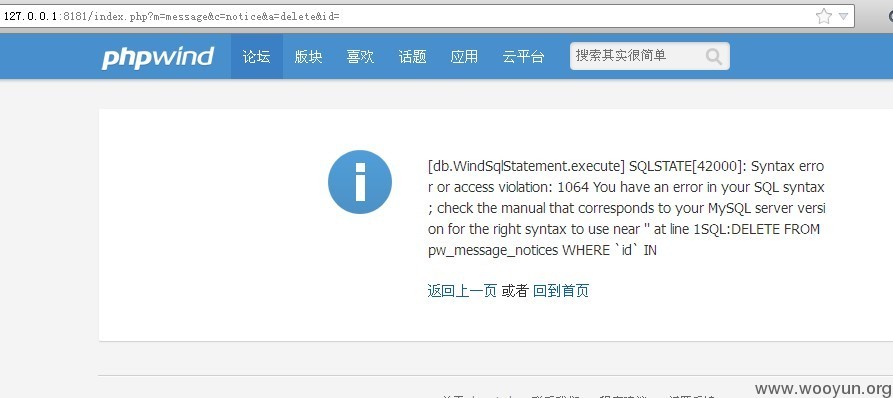 127.0.0.1:8181/index.php?m=message&c=notice&a=delete&id=
phpwind 论坛 版块 喜欢 话题 应用 云平台 搜索其实很简单
[db.WindSqlStatement.execute] SQLSTATE[42000]: Syntax erro
r or access violation: 1064 You have an error in your SQL syntax
; check the manual that corresponds to your MySQL server versi
on for the right syntax to use near '' at line 1SQL:DELETE FROM
pw_message_notices WHERE `id` IN
返回上一页 或者 回到首页
www.wooyun.org